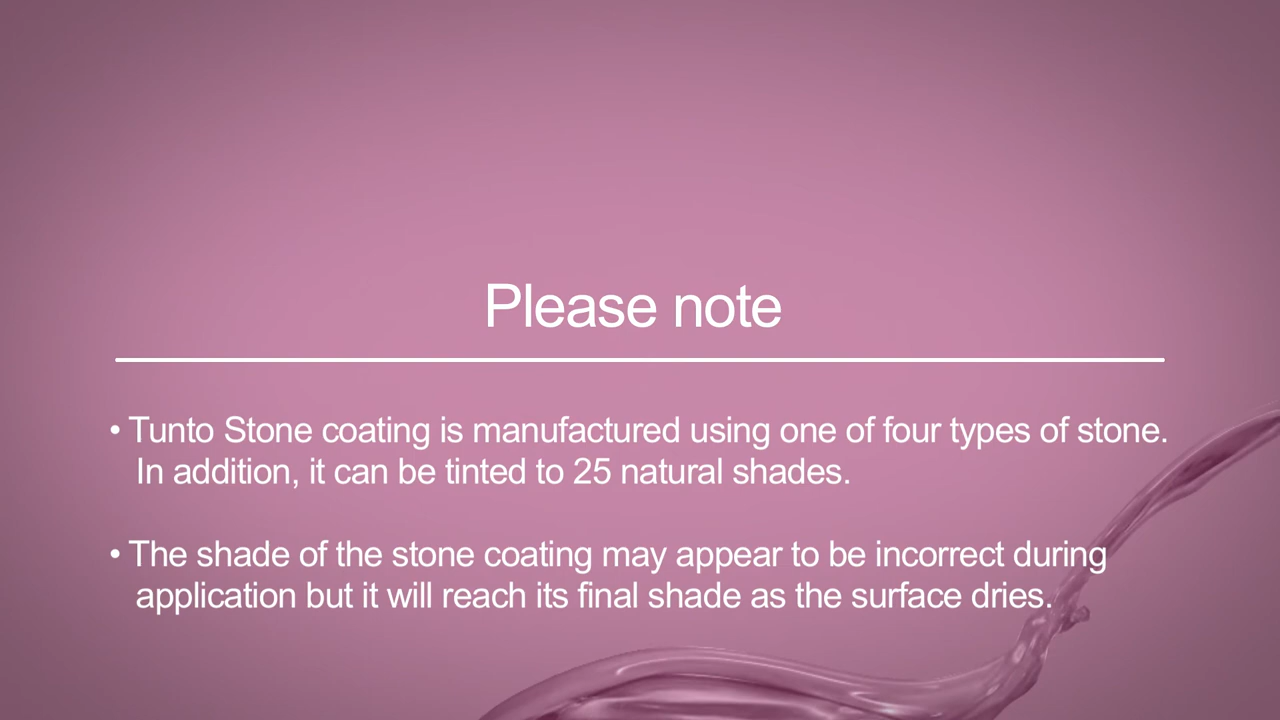 Please note
• Tunto Stone coating is manufactured using one of four types of stone.
In addition, it can be tinted to 25 natural shades.
• The shade of the stone coating may appear to be incorrect during
application but it will reach its final shade as the surface dries.